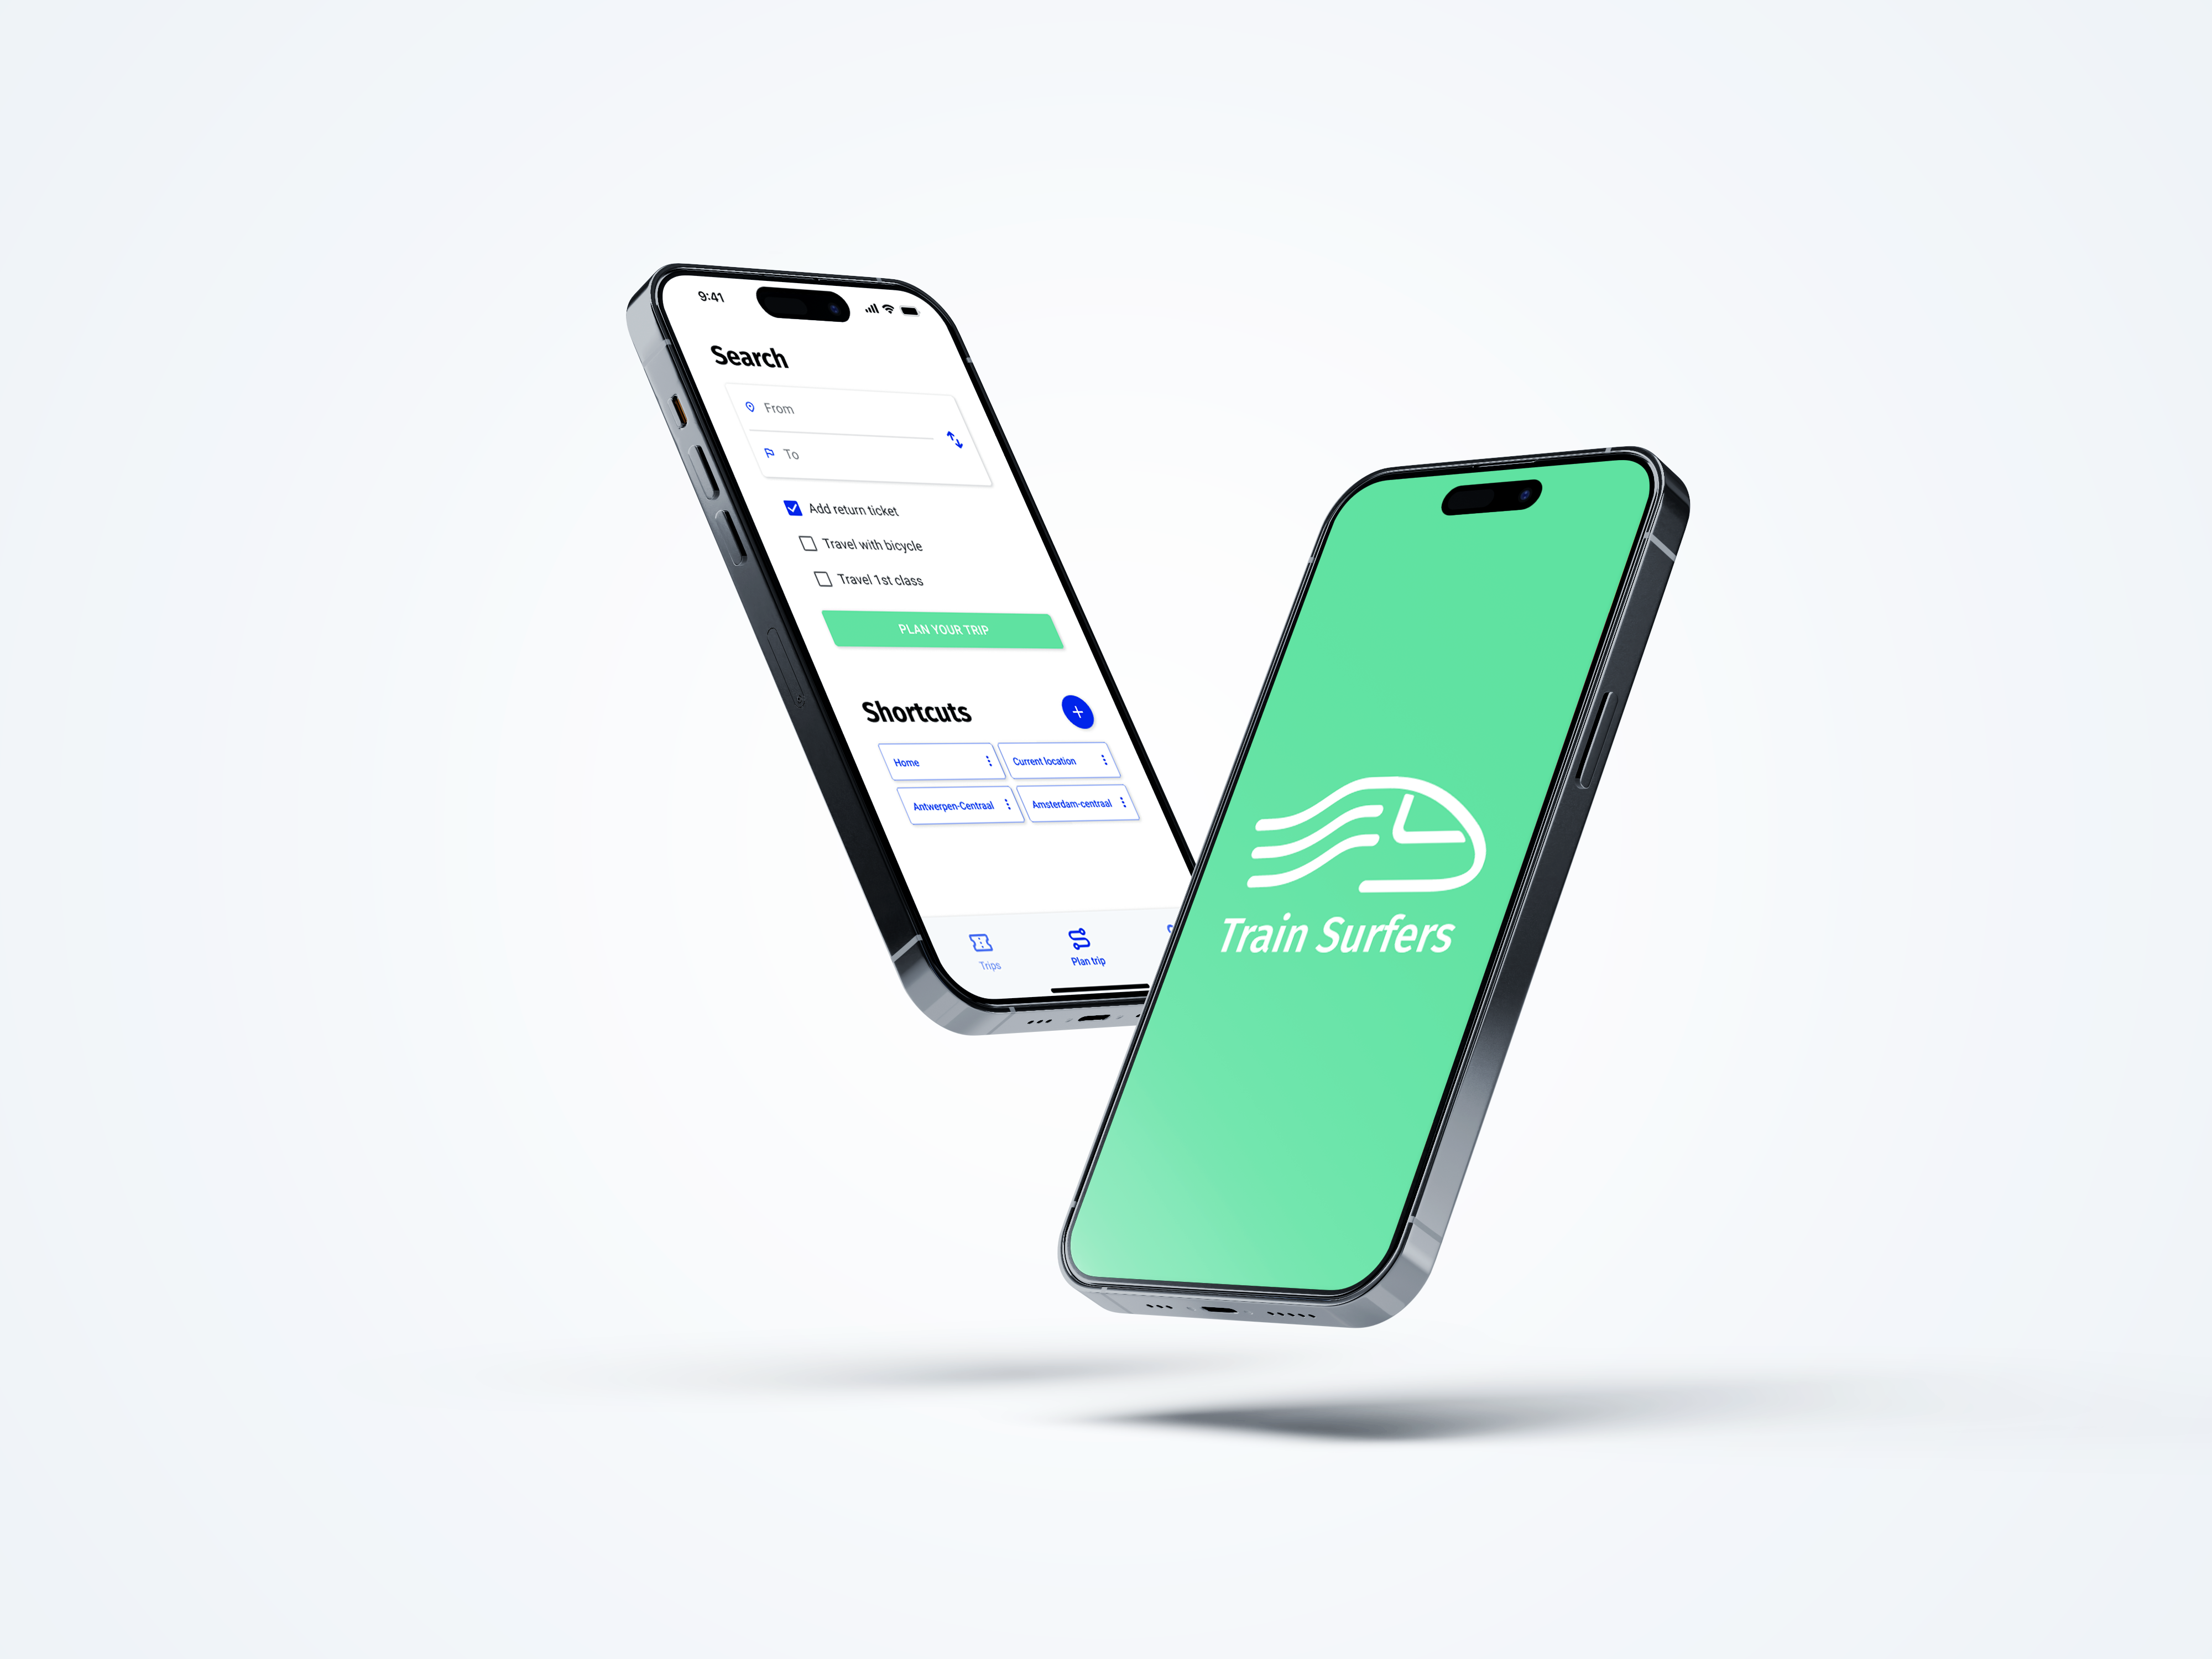 9:41
Search
From
To
Add return ticket
Travel with bicycle
Travel 1st class
PLAN YOUR TRIP
Shortcuts
Home
Current location
Antwerpen-Centraal
Amsterdam-centraal
Trips
Plan trip
Train Surfers